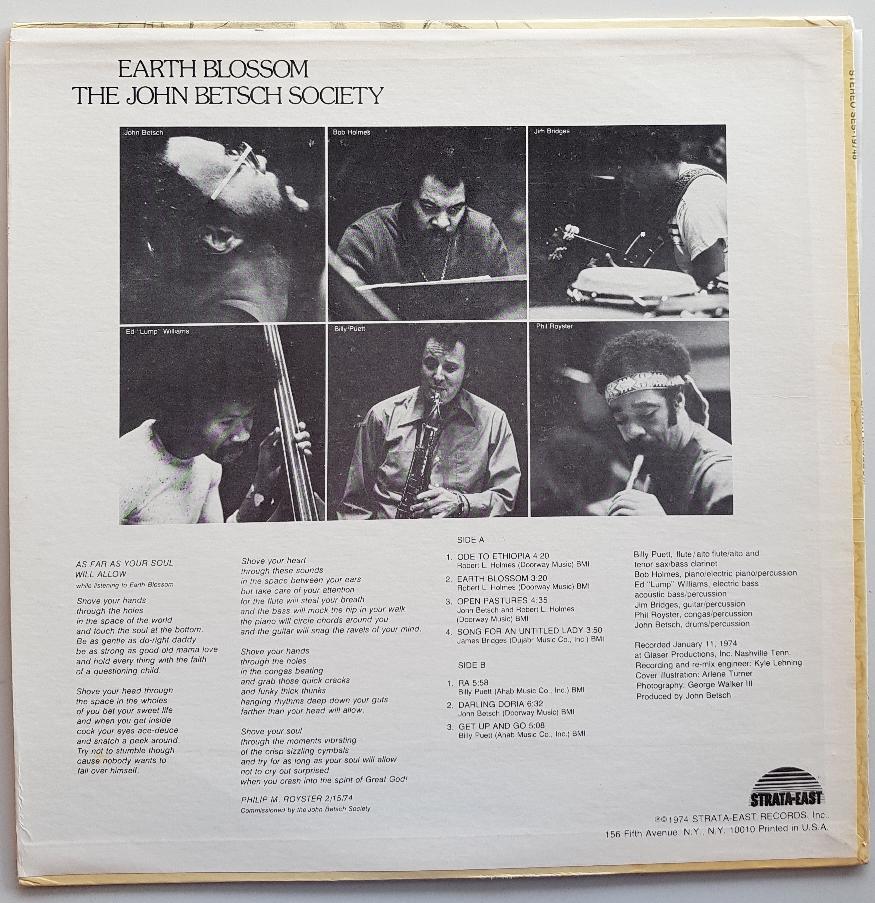 EARTH BLOSSOM
THE JOHN BETSCH SOCIETY
STEREO SES-19748
John Betsch
Bob Holmes
Jim Bridges
Ed "Lump" Williams
Billy Puett
Phil Royster
AS FAR AS YOUR SOUL
WILL ALLOW
while listening to Earth Blossom
Shove your hands
through the holes
in the space of the world
and touch the soul at the bottom.
Be as gentle as do-right daddy
be as strong as good old mama love
and hold every thing with the faith
of a questioning child.
Shove your head through
the space in the wholes
of you bet your sweet life
and when you get inside
cock your eyes ace-deuce
and snatch a peek around.
Try not to stumble though
cause nobody wants to
fall over himself.
Shove your heart
through these sounds
in the space between your ears
but take care of your attention
for the flute will steal your breath
and the bass will mock the hip in your walk
the piano will circle chords around you
and the guitar will snag the ravels of your mind.
Shove your hands
through the holes
in the congas beating
and grab those quick cracks
and funky thick thunks
hanging rhythms deep down your guts
farther than your head will allow.
Shove your soul
through the moments vibrating
of the crisp sizzling cymbals
and try for as long as your soul will allow
not to cry out surprised
when you crash into the spirit of Great God!
PHILIP M. ROYSTER 2/15/74
Commissioned by the John Betsch Society
SIDE A
1. ODE TO ETHIOPIA 4:20
Robert L. Holmes (Doorway Music) BMI
2. EARTH BLOSSOM 3:20
Robert L. Holmes (Doorway Music) BMI
3. OPEN PASTURES 4:35
John Betsch and Robert L. Holmes
(Doorway Music) BMI
4. SONG FOR AN UNTITLED LADY 3:50
James Bridges (Dujabr Music Co., Inc.) BMI
SIDE B
1. RA 5:58
Billy Puett (Ahab Music Co., Inc.) BMI
2. DARLING DORIA 6:32
John Betsch (Doorway Music) BMI
3. GET UP AND GO 5:08
Billy Puett (Ahab Music Co., Inc.) BMI
Billy Puett, flute/alto flute/alto and
tenor sax/bass clarinet
Bob Holmes, piano/electric piano/percussion
Ed "Lump" Williams, electric bass
acoustic bass/percussion
Jim Bridges, guitar/percussion
Phil Royster, congas/percussion
John Betsch, drums/percussion
Recorded January 11, 1974
at Glaser Productions, Inc. Nashville Tenn.
Recording and re-mix engineer: Kyle Lehning
Cover illustration: Arlene Turner
Photography: George Walker III
Produced by John Betsch
STRATA-EAST
℗©1974 STRATA-EAST RECORDS, Inc.,
156 Fifth Avenue, N.Y., N.Y. 10010 Printed in U.S.A.